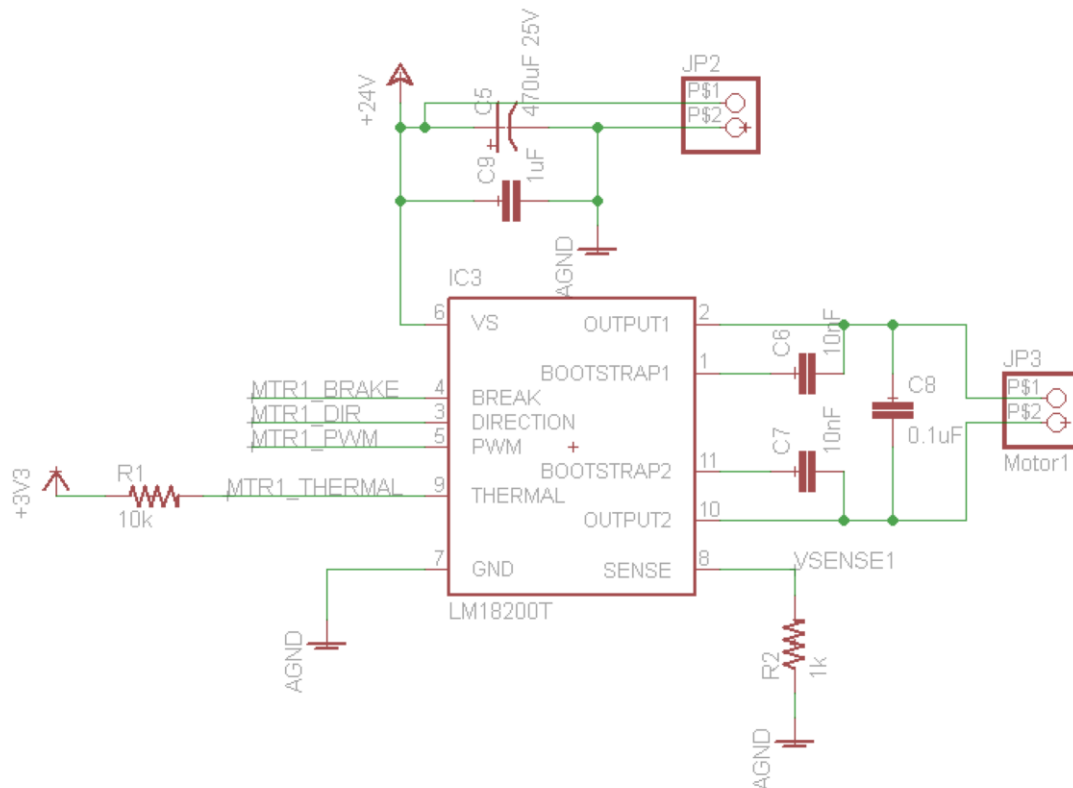 +24V
C5
470uF 25V
C9
1uF
JP2
P$1
P$2
AGND
IC3
6
VS
4
BREAK
3
DIRECTION
5
PWM
9
THERMAL
7
GND
OUTPUT1
2
BOOTSTRAP1
1
BOOTSTRAP2
11
OUTPUT2
10
SENSE
8
LM18200T
MTR1_BRAKE
MTR1_DIR
MTR1_PWM
MTR1_THERMAL
+3V3
R1
10k
AGND
C6
10nF
C7
10nF
C8
0.1uF
JP3
P$1
P$2
Motor1
VSENSE1
R2
1k
AGND